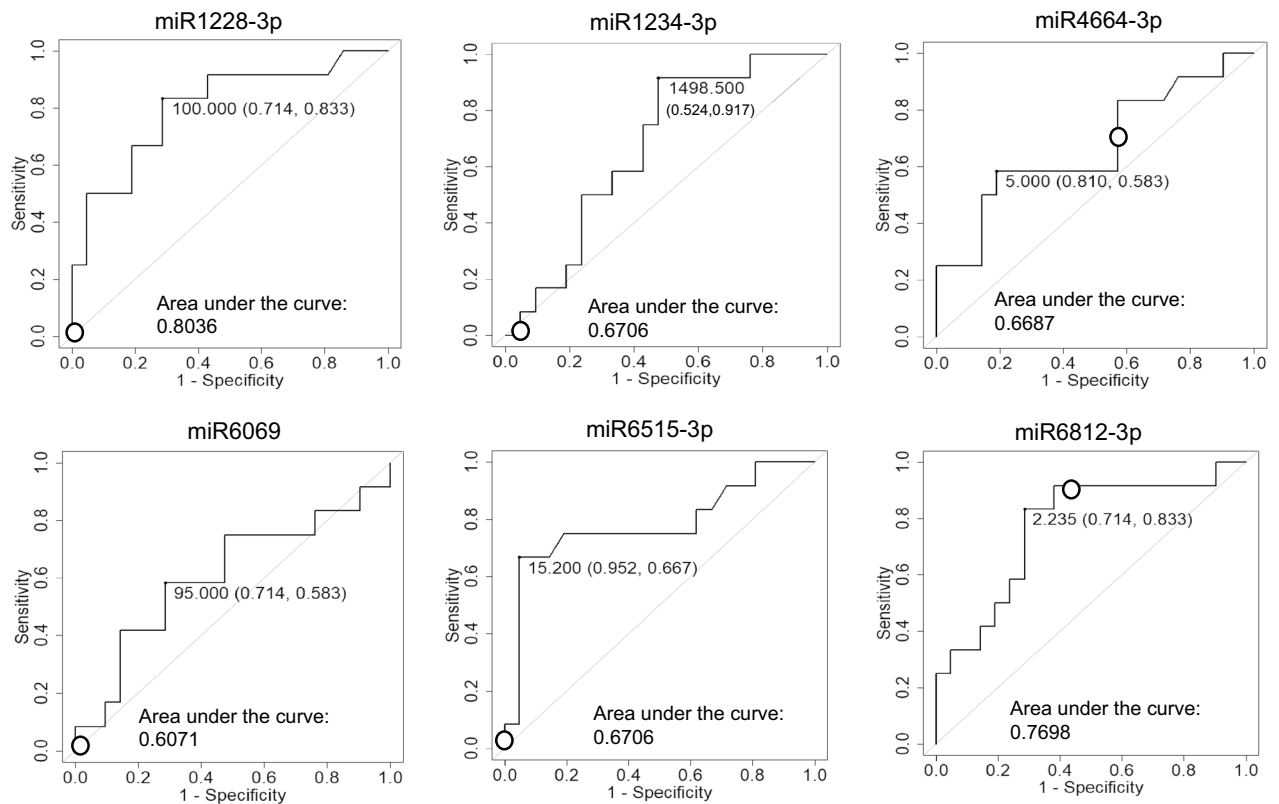 miR1228-3p
1.0
0.8
0.6
0.4
0.2
0.0
Sensitivity
100.000 (0.714, 0.833)
Area under the curve:
0.8036
0.0 0.2 0.4 0.6 0.8 1.0
1 - Specificity
miR1234-3p
1.0
0.8
0.6
0.4
0.2
0.0
Sensitivity
1498.500
(0.524,0.917)
Area under the curve:
0.6706
0.0 0.2 0.4 0.6 0.8 1.0
1 - Specificity
miR4664-3p
1.0
0.8
0.6
0.4
0.2
0.0
Sensitivity
5.000 (0.810, 0.583)
Area under the curve:
0.6687
0.0 0.2 0.4 0.6 0.8 1.0
1 - Specificity
miR6069
1.0
0.8
0.6
0.4
0.2
0.0
Sensitivity
95.000 (0.714, 0.583)
Area under the curve:
0.6071
0.0 0.2 0.4 0.6 0.8 1.0
1 - Specificity
miR6515-3p
1.0
0.8
0.6
0.4
0.2
0.0
Sensitivity
15.200 (0.952, 0.667)
Area under the curve:
0.6706
0.0 0.2 0.4 0.6 0.8 1.0
1 - Specificity
miR6812-3p
1.0
0.8
0.6
0.4
0.2
0.0
Sensitivity
2.235 (0.714, 0.833)
Area under the curve:
0.7698
0.0 0.2 0.4 0.6 0.8 1.0
1 - Specificity